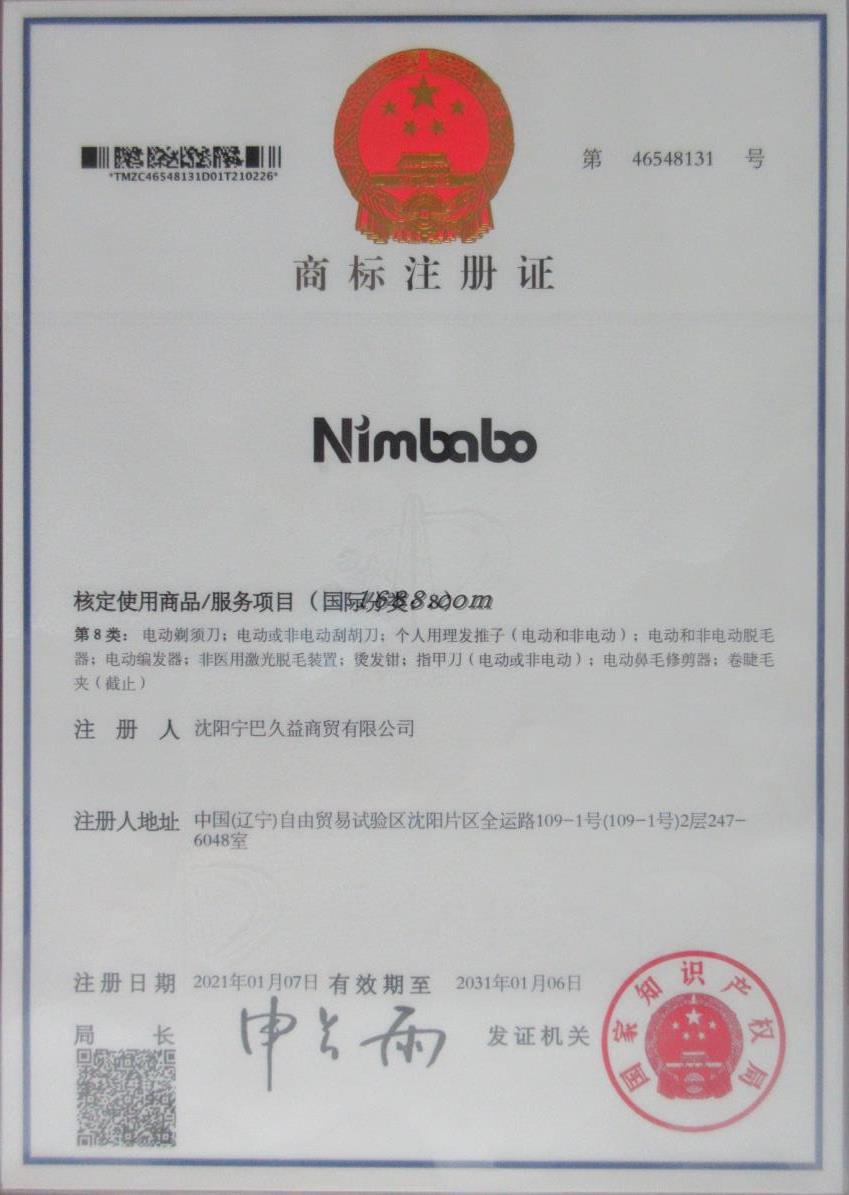 第 46548131 号
*TMZC46548131D01T210226*
商标注册证
Nimbabo
核定使用商品/服务项目（国际分类：8）
1688.com
第8类：电动剃须刀；电动或非电动刮胡刀；个人用理发推子（电动和非电动）；电动和非电动脱毛
器；电动编发器；非医用激光脱毛装置；烫发钳；指甲刀（电动或非电动）；电动鼻毛修剪器；卷睫毛
夹（截止）
注册人 沈阳宁巴久益商贸有限公司
注册人地址 中国(辽宁)自由贸易试验区沈阳片区全运路109-1号(109-1号)2层247-
6048室
注册日期 2021年01月07日 有效期至 2031年01月06日
局长 申长雨 发证机关
国家知识产权局